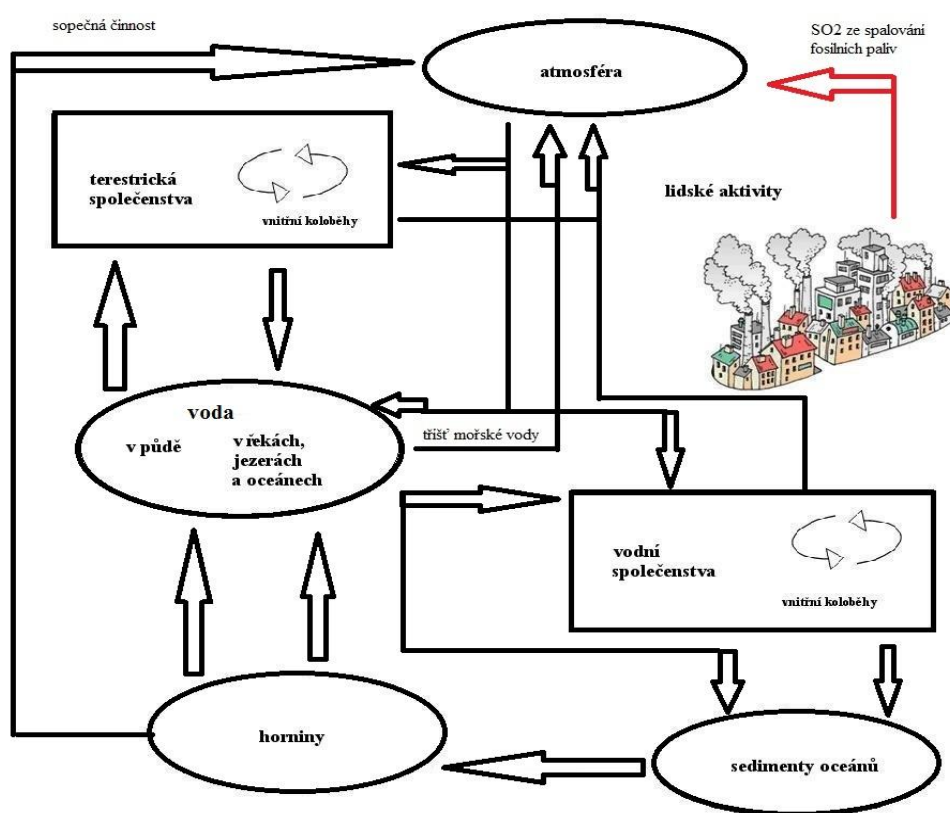 sopečná činnost
SO2 ze spalování
fosilních paliv
atmosféra
terestrická
společenstva
vnitřní koloběhy
lidské aktivity
voda
v půdě
v řekách,
jezerách
a oceánech
tříšť mořské vody
vodní
společenstva
vnitřní koloběhy
horniny
sedimenty oceánů